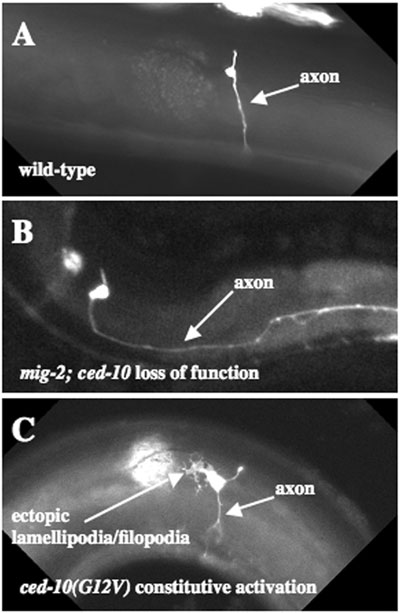 A
axon
wild-type
B
axon
mig-2; ced-10 loss of function
C
axon
ectopic
lamellipodia/filopodia
ced-10(G12V) constitutive activation